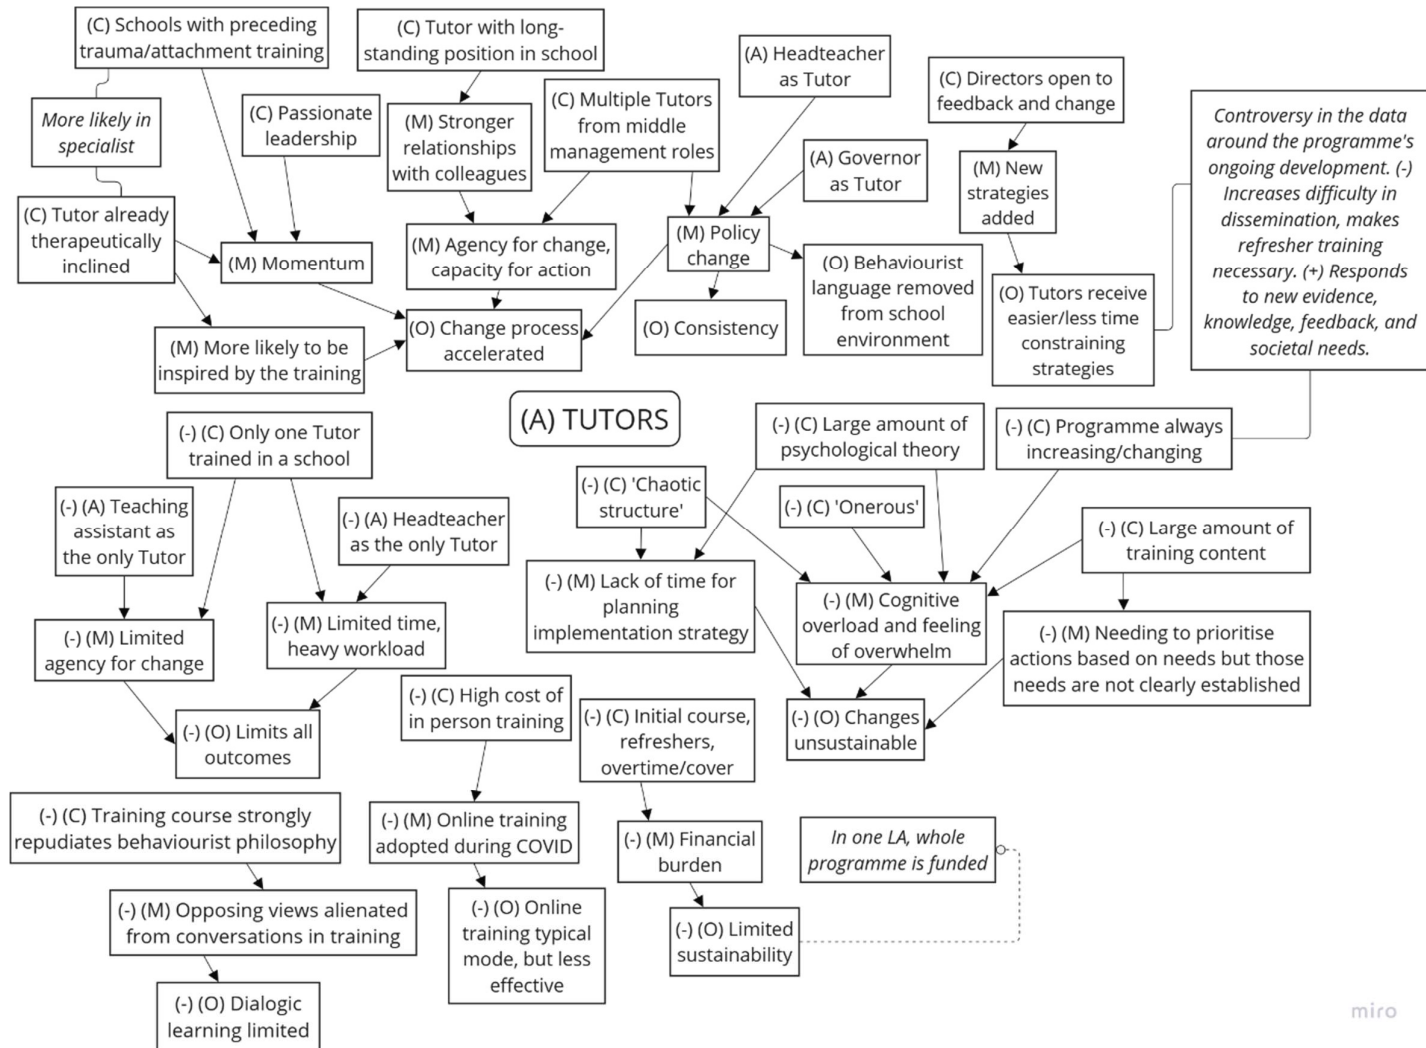 (C) Schools with preceding
trauma/attachment training
(C) Tutor with long-
standing position in school
(A) Headteacher
as Tutor
(C) Directors open to
feedback and change
More likely in
specialist
(C) Passionate
leadership
(M) Stronger
relationships
with colleagues
(C) Multiple Tutors
from middle
management roles
(A) Governor
as Tutor
(M) New
strategies
added
Controversy in the data
around the programme's
ongoing development. (-)
Increases difficulty in
dissemination, makes
refresher training
necessary. (+) Responds
to new evidence,
knowledge, feedback, and
societal needs.
(C) Tutor already
therapeutically
inclined
(M) Momentum
(M) Agency for change,
capacity for action
(M) Policy
change
(O) Behaviourist
language removed
from school
environment
(O) Tutors receive
easier/less time
constraining
strategies
(M) More likely to be
inspired by the training
(O) Change process
accelerated
(O) Consistency
(A) TUTORS
(-) (C) Only one Tutor
trained in a school
(-) (C) Large amount of
psychological theory
(-) (C) Programme always
increasing/changing
(-) (A) Teaching
assistant as
the only Tutor
(-) (A) Headteacher
as the only Tutor
(-) (C) 'Chaotic
structure'
(-) (C) 'Onerous'
(-) (C) Large amount of
training content
(-) (M) Limited
agency for change
(-) (M) Limited time,
heavy workload
(-) (M) Lack of time for
planning
implementation strategy
(-) (M) Cognitive
overload and feeling
of overwhelm
(-) (M) Needing to prioritise
actions based on needs but those
needs are not clearly established
(-) (O) Limits all
outcomes
(-) (C) High cost of
in person training
(-) (C) Initial course,
refreshers,
overtime/cover
(-) (O) Changes
unsustainable
(-) (C) Training course strongly
repudiates behaviourist philosophy
(-) (M) Online training
adopted during COVID
(-) (M) Financial
burden
In one LA, whole
programme is funded
(-) (M) Opposing views alienated
from conversations in training
(-) (O) Online
training typical
mode, but less
effective
(-) (O) Limited
sustainability
(-) (O) Dialogic
learning limited
miro